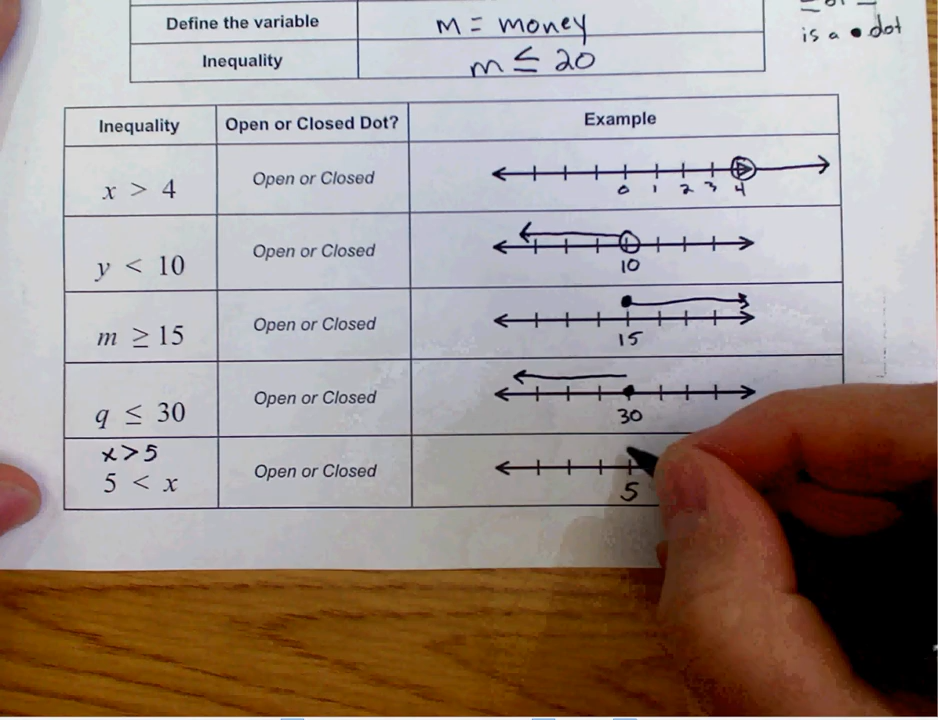 Define the variable m = money
Inequality m ≤ 20
is a • dot
Inequality Open or Closed Dot? Example
x > 4 Open or Closed
0 1 2 3 4
y < 10 Open or Closed
10
m ≥ 15 Open or Closed
15
q ≤ 30 Open or Closed
30
x > 5
5 < x Open or Closed
5